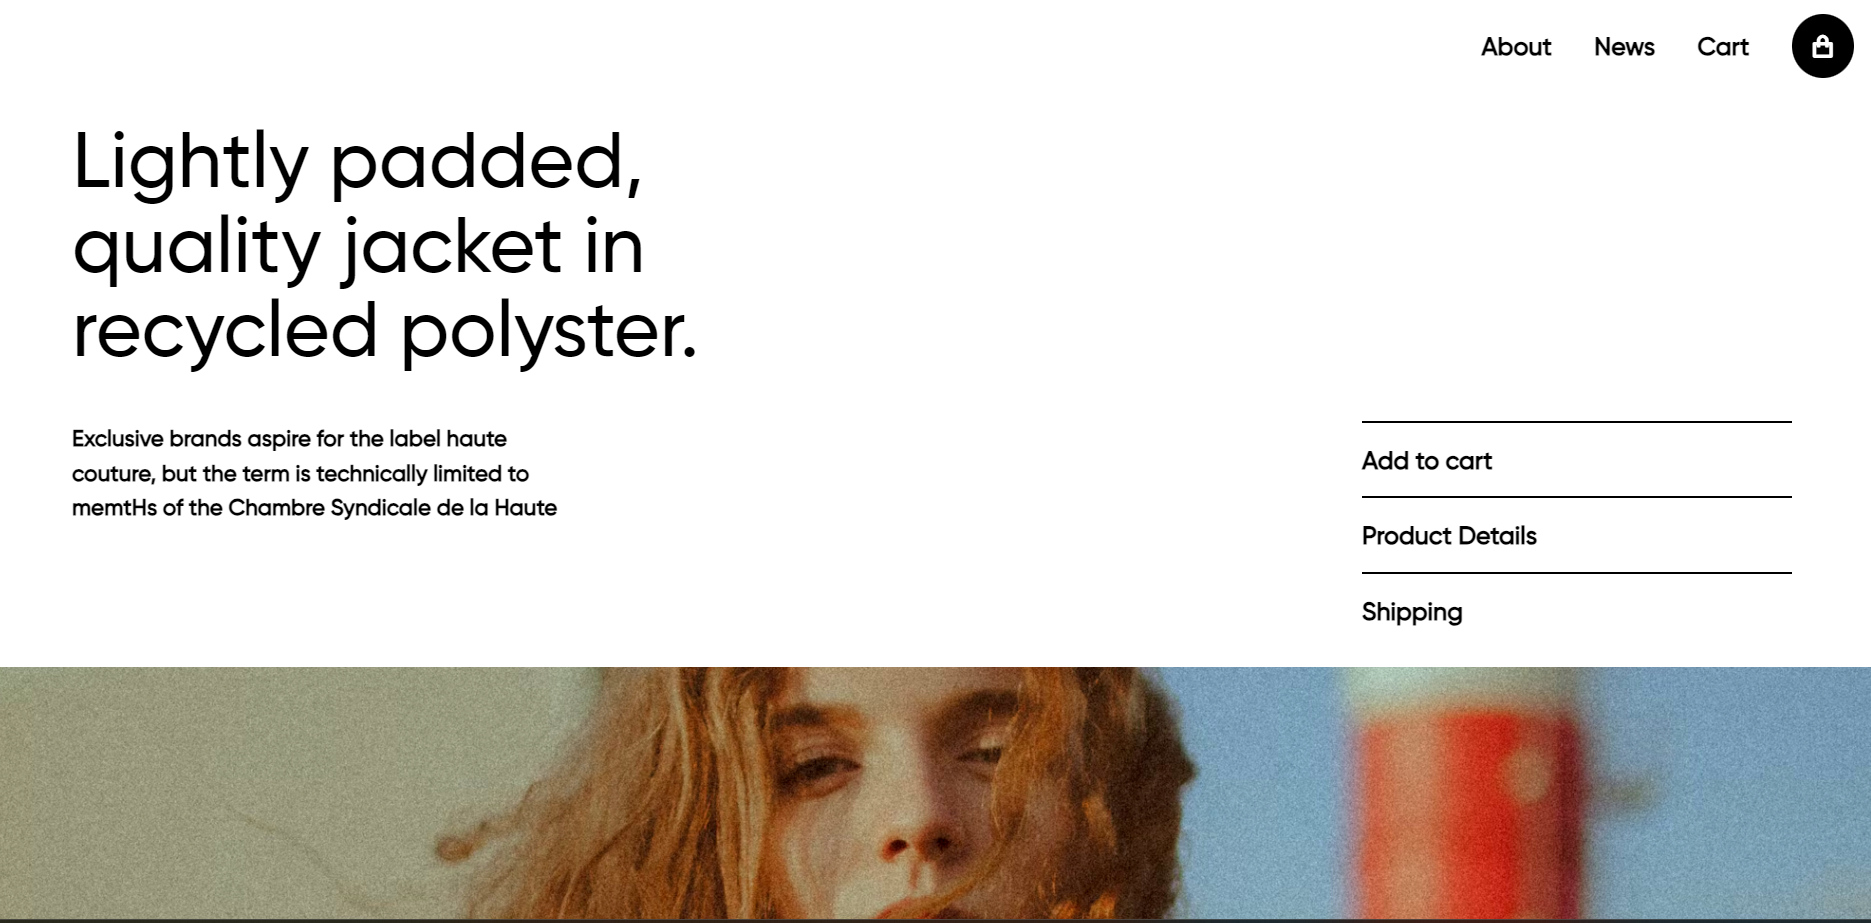 About News Cart
Lightly padded,
quality jacket in
recycled polyster.
Exclusive brands aspire for the label haute
couture, but the term is technically limited to
memtHs of the Chambre Syndicale de la Haute
Add to cart
Product Details
Shipping